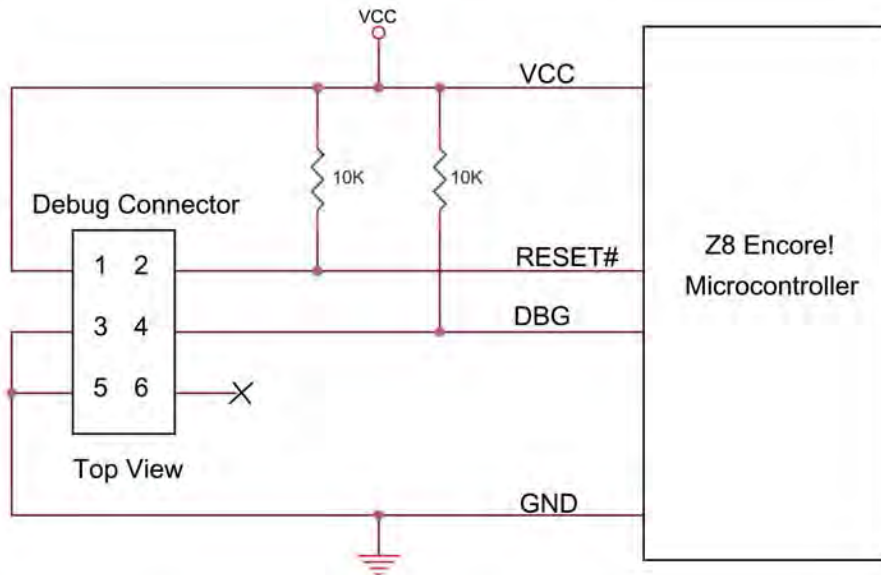 VCC
VCC
10K 10K
Debug Connector
1 2
RESET#
Z8 Encore!
Microcontroller
3 4
DBG
5 6
Top View
GND